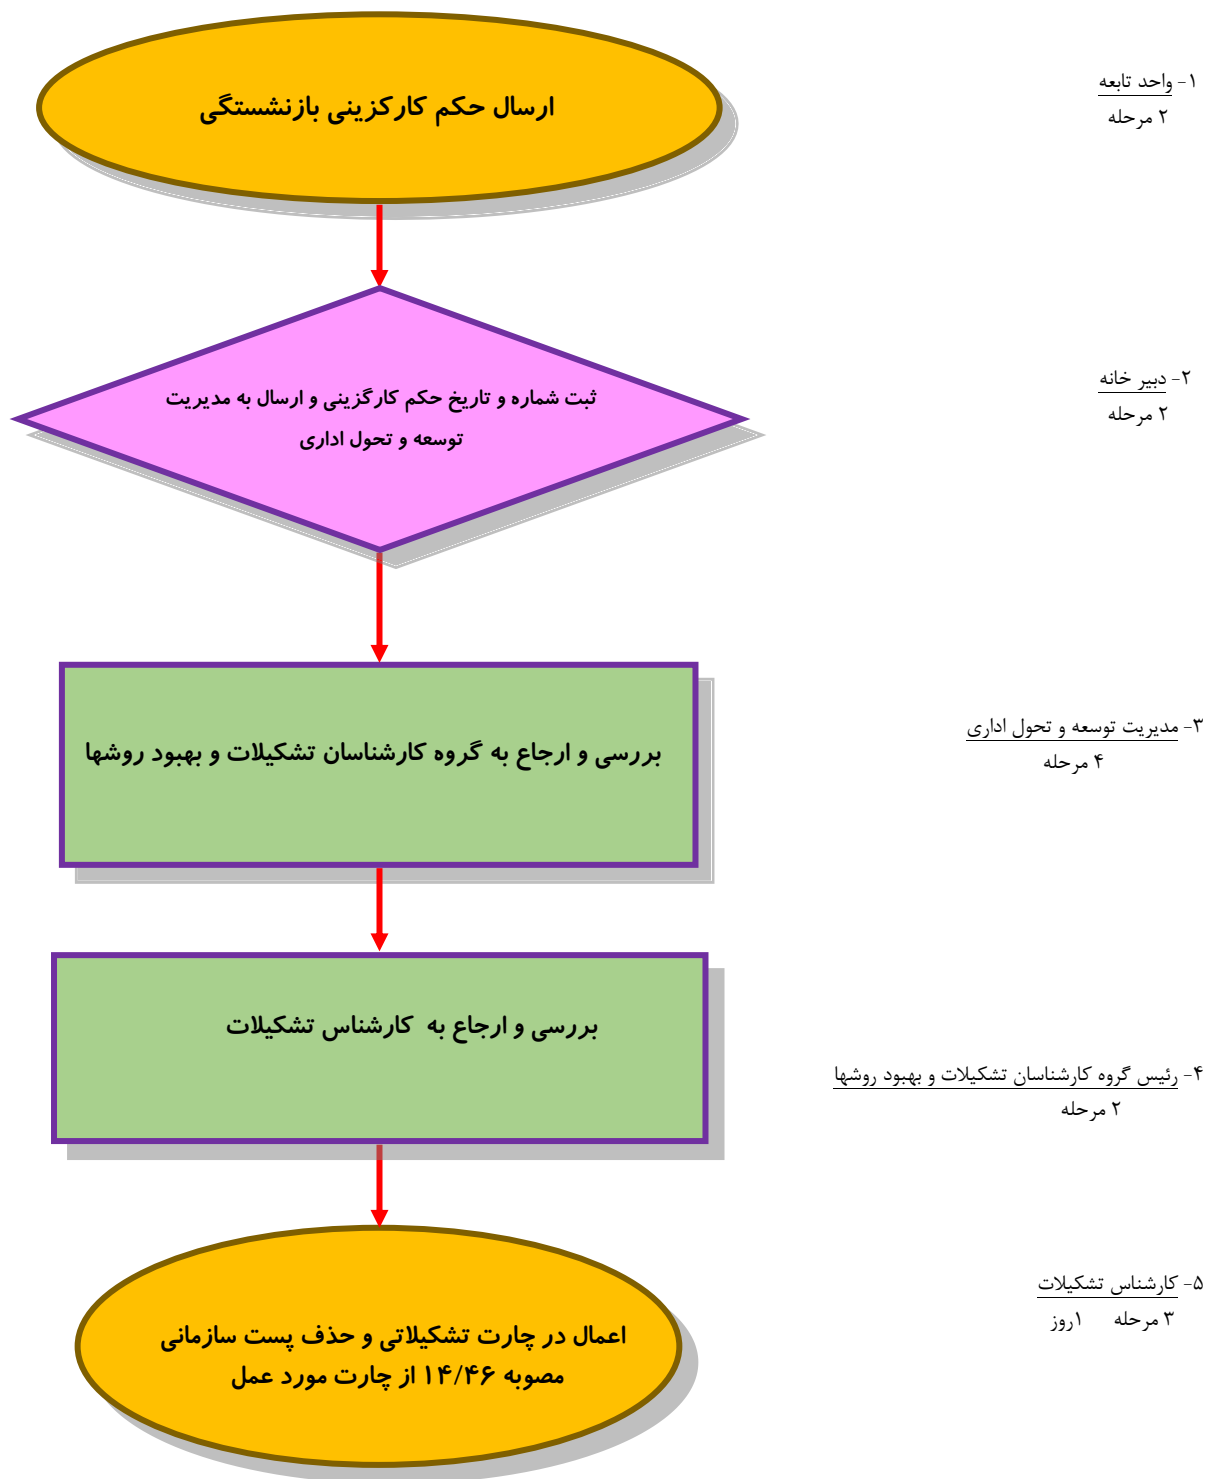 ارسال حکم کارکزینی بازنشستگی
۱- واحد تابعه
۲ مرحله
ثبت شماره و تاریخ حکم کارگزینی و ارسال به مدیریت
توسعه و تحول اداری
۲- دبیر خانه
۲ مرحله
بررسی و ارجاع به گروه کارشناسان تشکیلات و بهبود روشها
۳- مدیریت توسعه و تحول اداری
۴ مرحله
بررسی و ارجاع به کارشناس تشکیلات
۴- رئیس گروه کارشناسان تشکیلات و بهبود روشها
۲ مرحله
اعمال در چارت تشکیلاتی و حذف پست سازمانی
مصوبه ۱۴/۴۶ از چارت مورد عمل
۵- کارشناس تشکیلات
۳ مرحله ۱روز